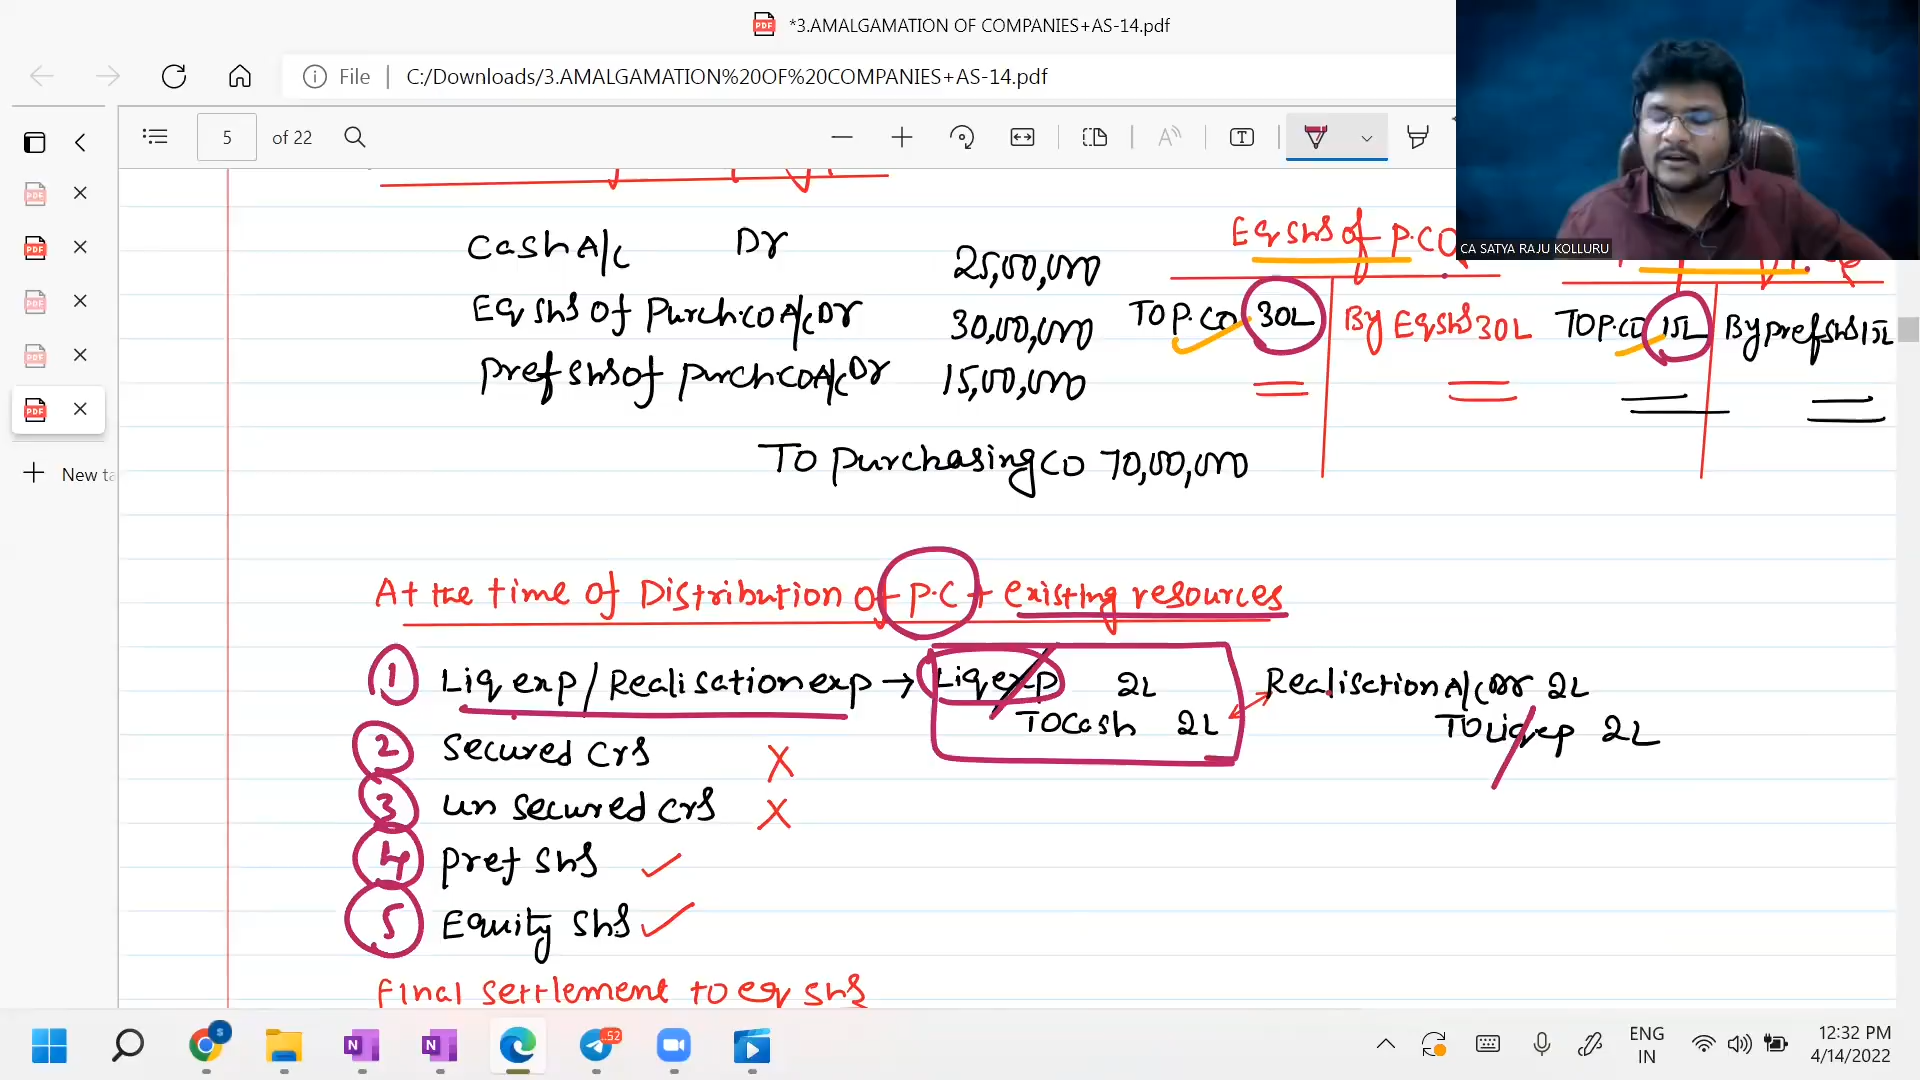 *3.AMALGAMATION OF COMPANIES+AS-14.pdf
File
C:/Downloads/3.AMALGAMATION%20OF%20COMPANIES+AS-14.pdf
5 of 22
CA SATYA RAJU KOLLURU
New ta
Cash A/c Dr 25,00,000
Eq shs of Purch.co A/c Dr 30,00,000
Pref shs of purch.co A/c Dr 15,00,000
To purchasing co 70,00,000
Eq shs of P.CO
To P.CO 30L By Eq shs 30L
To P.CO 15L By pref shs 15L
At the time of Distribution of P.C + existing resources
1 Liq exp / Realisation exp → Liq exp 2L
To Cash 2L
Realisation A/c Dr 2L
To Liq exp 2L
2 Secured Crs X
3 un secured Crs X
4 Pref Shs
5 Equity Shs
Final settlement to eq shs
52
ENG
IN
12:32 PM
4/14/2022